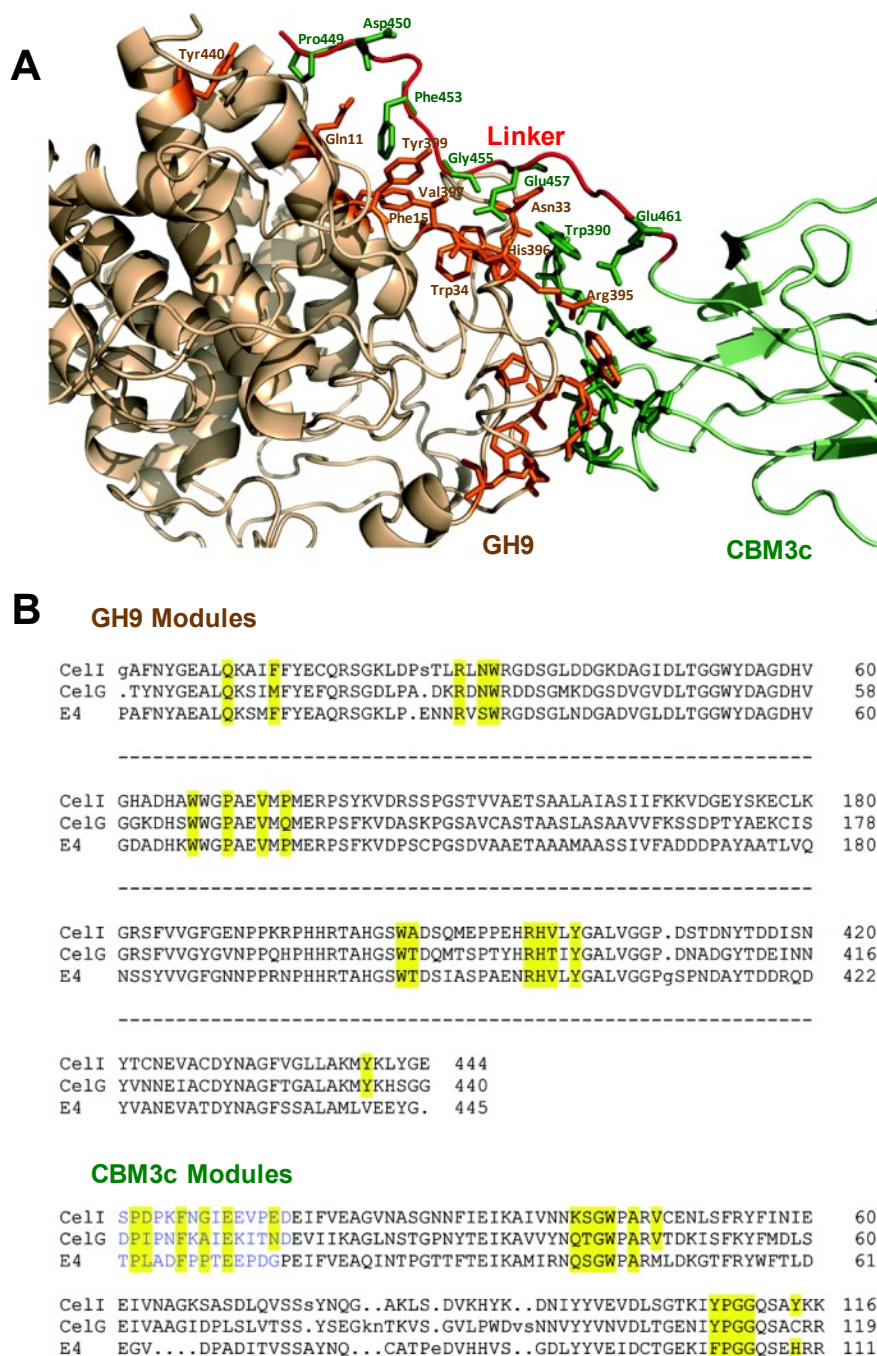 A
Asp450
Pro449
Tyr440
Phe453
Linker
Gln11
Tyr399
Gly455
Glu457
Val397
Asn33
Glu461
Phe15
Trp390
His396
Trp34
Arg395
GH9
CBM3c
B
GH9 Modules
CelI gAFNYGEALQKAIFFYECQRSGKLDPsTLRLNWRGDSGLDDGKDAGIDLTGGWYDAGDHV 60
CelG .TYNYGEALQKSIMFYEFQRSGDLPA.DKRDNWRDDSGMKDGSDVGVDLTGGWYDAGDHV 58
E4 PAFNYAEALQKSMFFYEAQRSGKLP.ENNRVSWRGDSGLNDGADVGLDLTGGWYDAGDHV 60
------------------------------------------------------------
CelI GHADHAWWGPAEVMPMERPSYKVDRSSPGSTVVAETSAALAIASIIFKKVDGEYSKECLK 180
CelG GGKDHSWWGPAEVMQMERPSFKVDASKPGSAVCASTAASLASAAVVFKSSDPTYAEKCIS 178
E4 GDADHKWWGPAEVMPMERPSFKVDPSCPGSDVAAETAAAMAASSIVFADDDPAYAATLVQ 180
------------------------------------------------------------
CelI GRSFVVGFGENPPKRPHHRTAHGSWADSQMEPPEHRHVLYGALVGGP.DSTDNYTDDISN 420
CelG GRSFVVGYGVNPPQHPHHRTAHGSWTDQMTSPTYHRHTIYGALVGGP.DNADGYTDEINN 416
E4 NSSYVVGFGNNPPRNPHHRTAHGSWTDSIASPAENRHVLYGALVGGPgSPNDAYTDDRQD 422
------------------------------------------------------------
CelI YTCNEVACDYNAGFVGLLAKMYKLYGE 444
CelG YVNNEIACDYNAGFTGALAKMYKHSGG 440
E4 YVANEVATDYNAGFSSALAMLVEEYG. 445
CBM3c Modules
CelI SPDPKFNGIEEVPEDEIFVEAGVNASGNNFIEIKAIVNNKSGWPARVCENLSFRYFINIE 60
CelG DPIPNFKAIEKITNDEVIIKAGLNSTGPNYTEIKAVVYNQTGWPARVTDKISFKYFMDLS 60
E4 TPLADFPPTEEPDGPEIFVEAQINTPGTTFTEIKAMIRNQSGWPARMLDKGTFRYWFTLD 61
CelI EIVNAGKSASDLQVSSsYNQG..AKLS.DVKHYK..DNIYYVEVDLSGTKIYPGGQSAYKK 116
CelG EIVAAGIDPLSLVTSS.YSEGknTKVS.GVLPWDvsNNVYYVNVDLTGENIYPGGQSACRR 119
E4 EGV....DPADITVSSAYNQ...CATPeDVHHVS..GDLYYVEIDCTGEKIFPGGQSEHRR 111